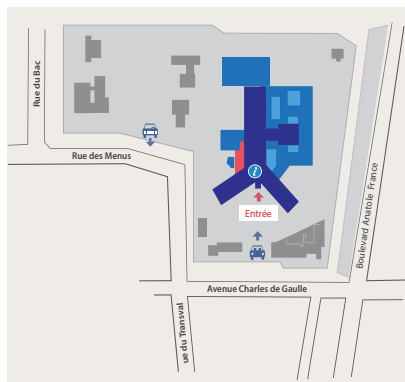 Rue du Bac
Rue des Menus
i
Entrée
Boulevard Anatole France
Avenue Charles de Gaulle
ue du Transval